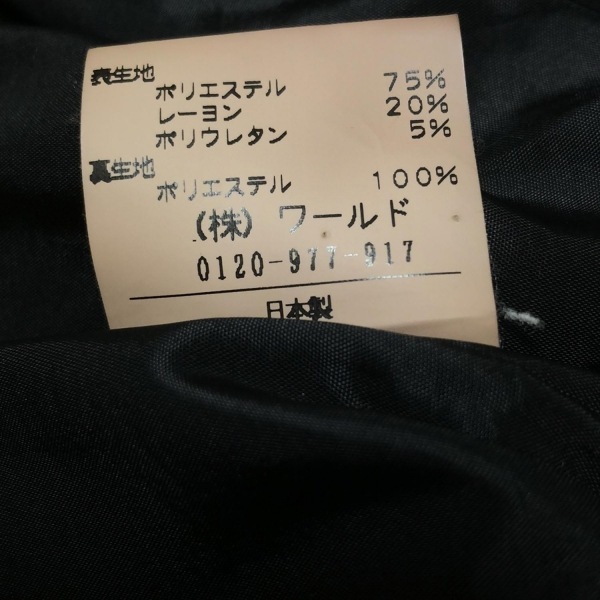 表生地
ポリエステル 75%
レーヨン 20%
ポリウレタン 5%
裏生地
ポリエステル 100%
(株) ワールド
0120-977-917
日本製